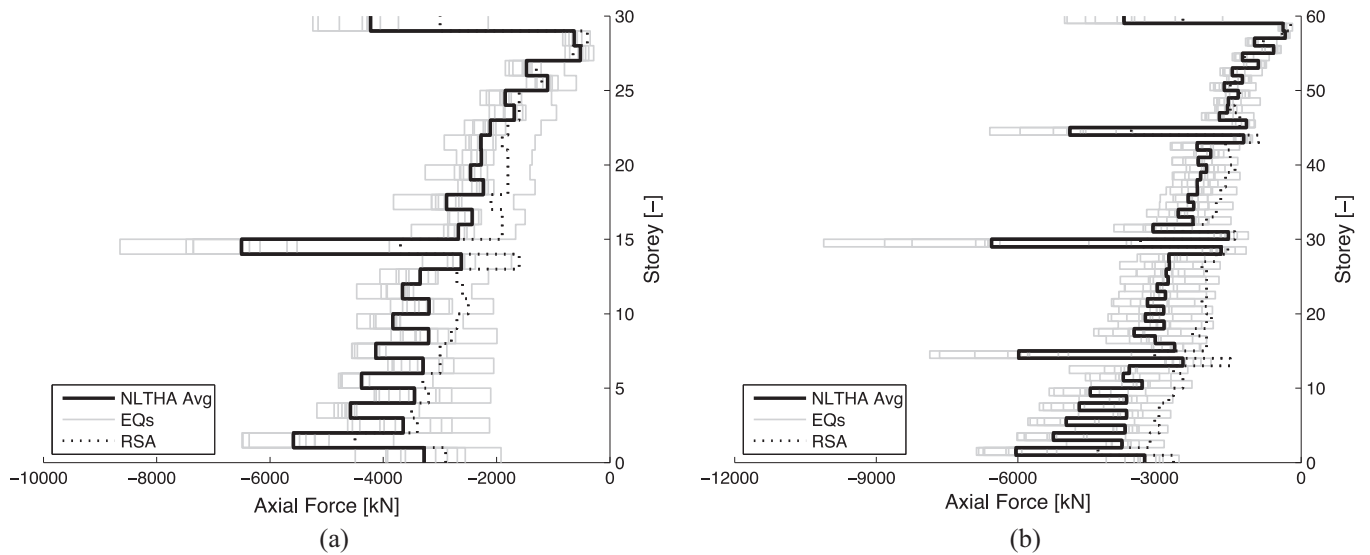 30
25
20
15
10
5
0
Storey [–]
NLTHA Avg
EQs
RSA
−10000
−8000
−6000
−4000
−2000
0
Axial Force [kN]
(a)
60
50
40
30
20
10
0
Storey [–]
NLTHA Avg
EQs
RSA
−12000
−9000
−6000
−3000
0
Axial Force [kN]
(b)